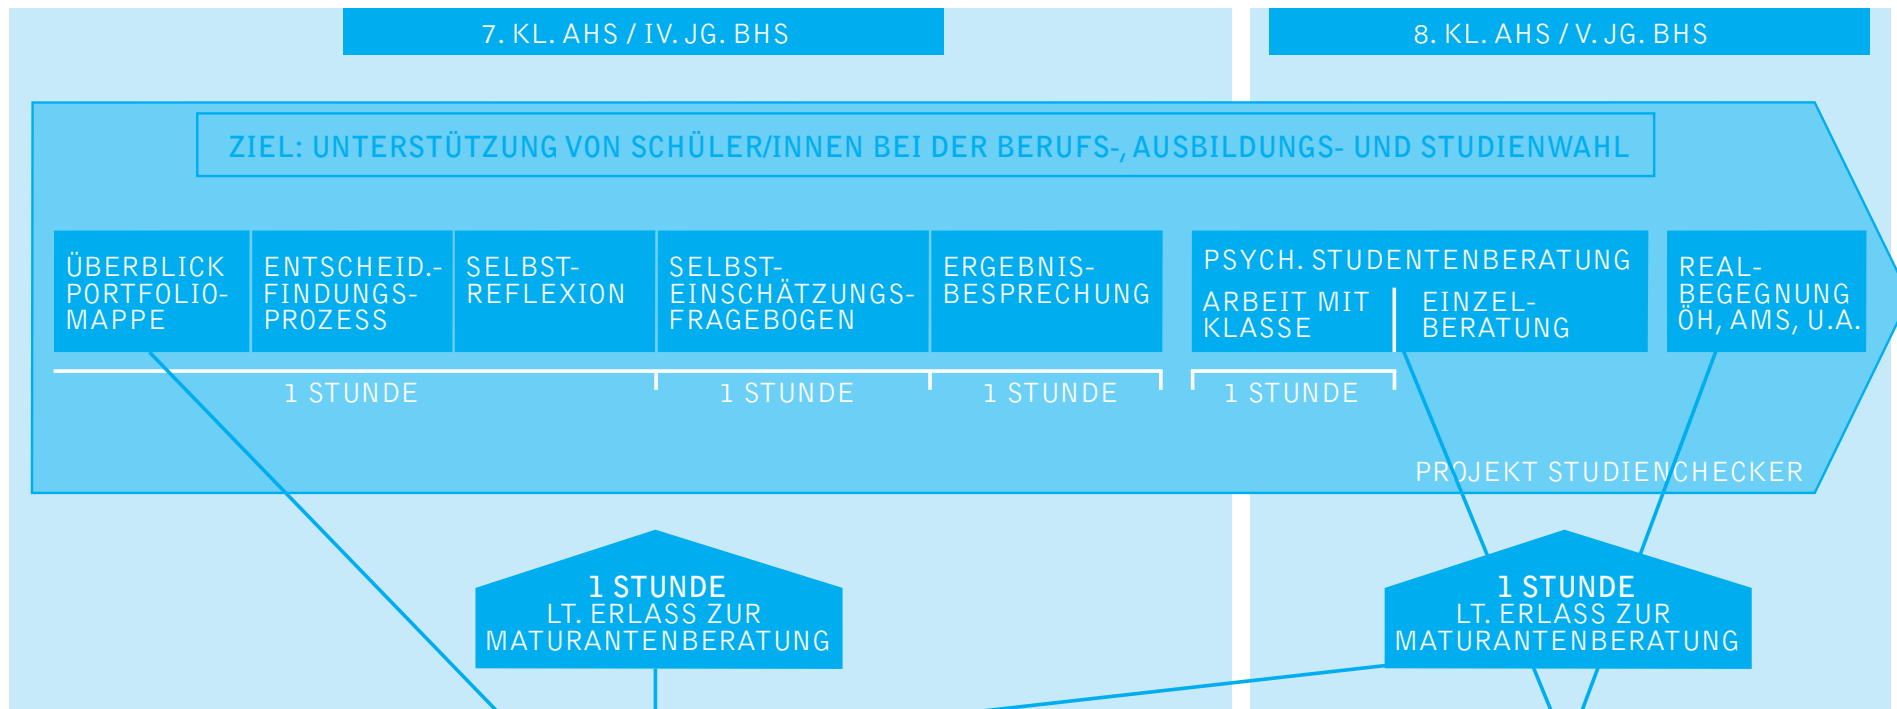 7. KL. AHS / IV. JG. BHS
8. KL. AHS / V. JG. BHS
ZIEL: UNTERSTÜTZUNG VON SCHÜLER/INNEN BEI DER BERUFS-, AUSBILDUNGS- UND STUDIENWAHL
ÜBERBLICK
PORTFOLIO-
MAPPE
ENTSCHEID.-
FINDUNGS-
PROZESS
SELBST-
REFLEXION
SELBST-
EINSCHÄTZUNGS-
FRAGEBOGEN
ERGEBNIS-
BESPRECHUNG
PSYCH. STUDENTENBERATUNG
ARBEIT MIT
KLASSE
EINZEL-
BERATUNG
REAL-
BEGEGNUNG
ÖH, AMS, U.A.
1 STUNDE
1 STUNDE
1 STUNDE
1 STUNDE
PROJEKT STUDIENCHECKER
1 STUNDE
LT. ERLASS ZUR
MATURANTENBERATUNG
1 STUNDE
LT. ERLASS ZUR
MATURANTENBERATUNG